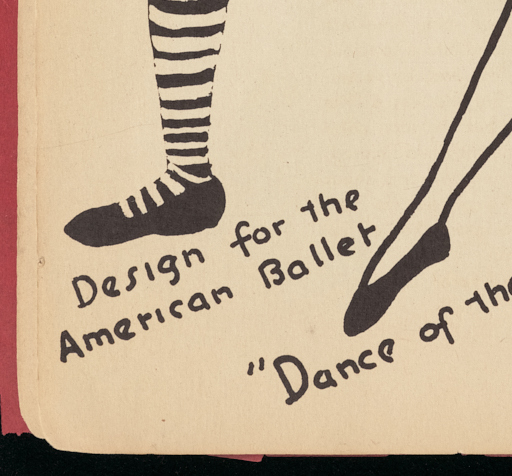 Design for the
American Ballet
"Dance of the